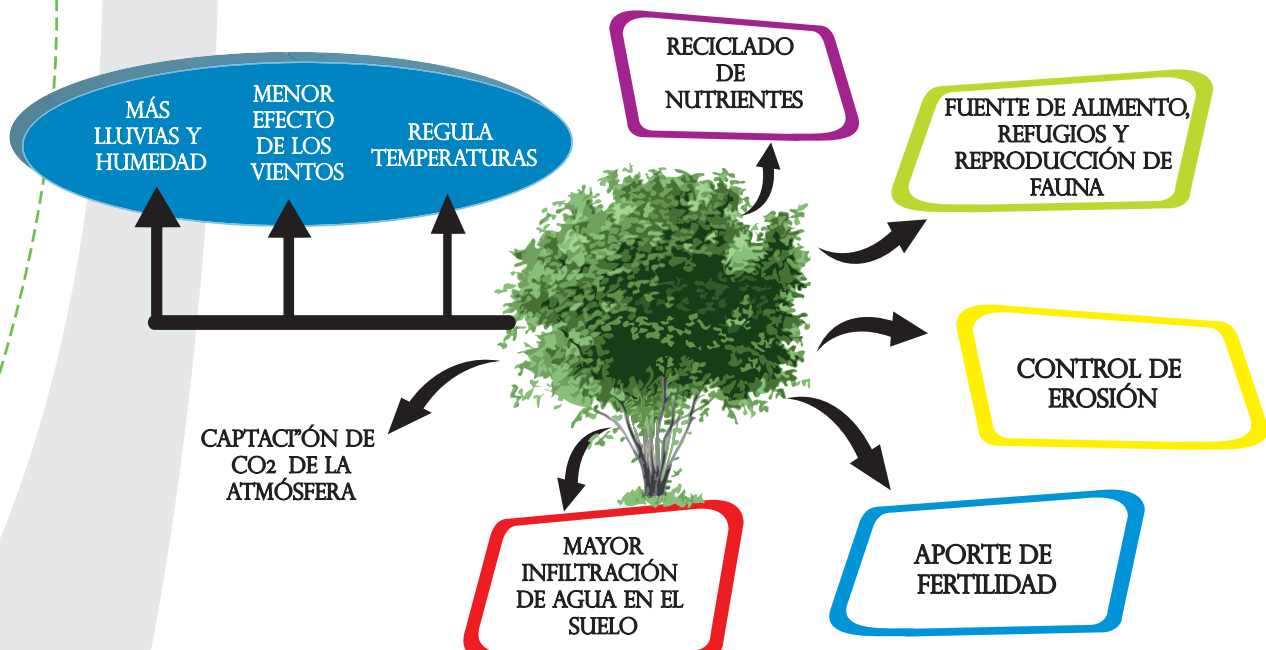 MÁS
LLUVIAS Y
HUMEDAD
MENOR
EFECTO
DE LOS
VIENTOS
REGULA
TEMPERATURAS
RECICLADO
DE
NUTRIENTES
FUENTE DE ALIMENTO,
REFUGIOS Y
REPRODUCCIÓN DE
FAUNA
CONTROL DE
EROSIÓN
CAPTACI'ÓN DE
CO2 DE LA
ATMÓSFERA
MAYOR
INFILTRACIÓN
DE AGUA EN EL
SUELO
APORTE DE
FERTILIDAD